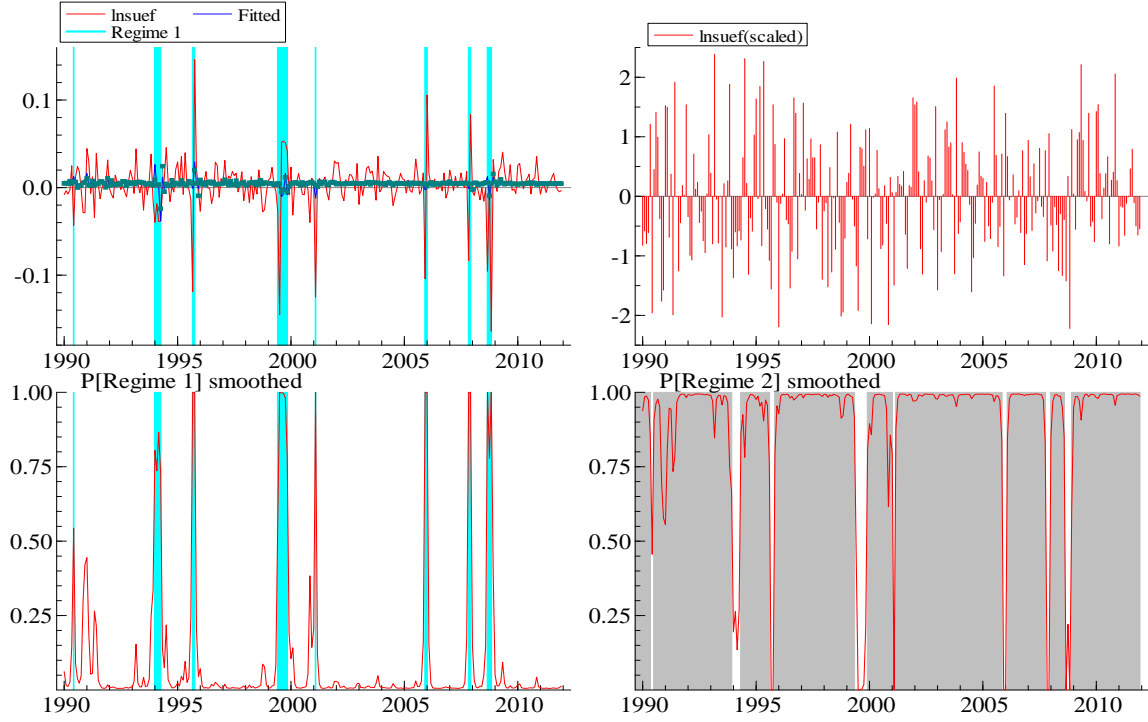 lnsuef Fitted
Regime 1
0.1
0.0
-0.1
1990 1995 2000 2005 2010
lnsuef(scaled)
2
1
0
-1
-2
1990 1995 2000 2005 2010
P[Regime 1] smoothed
1.00
0.75
0.50
0.25
1990 1995 2000 2005 2010
P[Regime 2] smoothed
1.00
0.75
0.50
0.25
1990 1995 2000 2005 2010